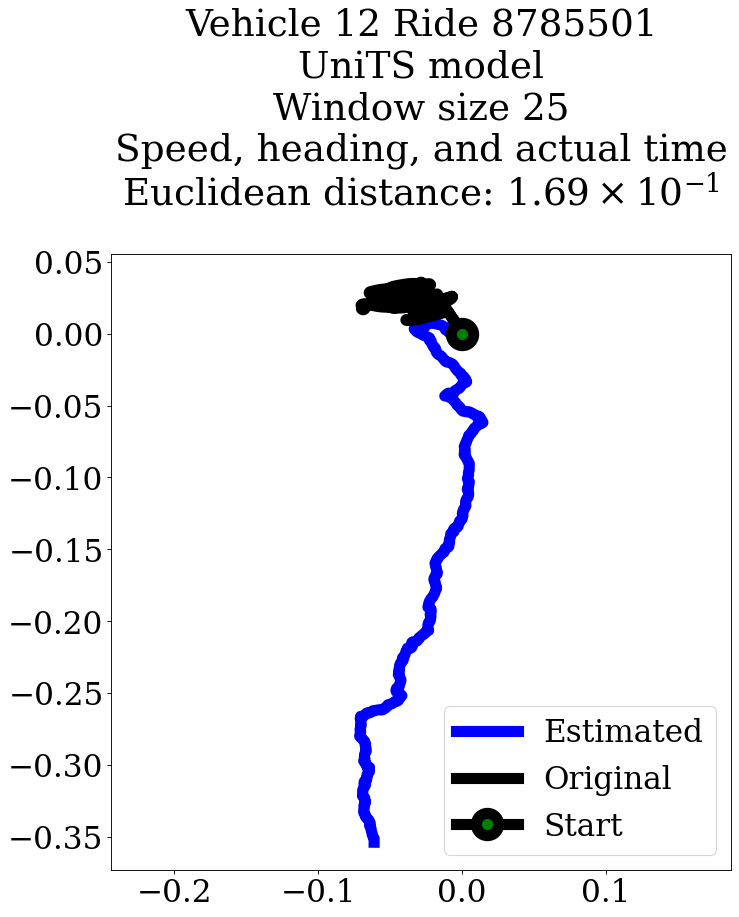 Vehicle 12 Ride 8785501
UniTS model
Window size 25
Speed, heading, and actual time
Euclidean distance: 1.69 × 10⁻¹
0.05
0.00
−0.05
−0.10
−0.15
−0.20
−0.25
−0.30
−0.35
Estimated
Original
Start
−0.2
−0.1
0.0
0.1